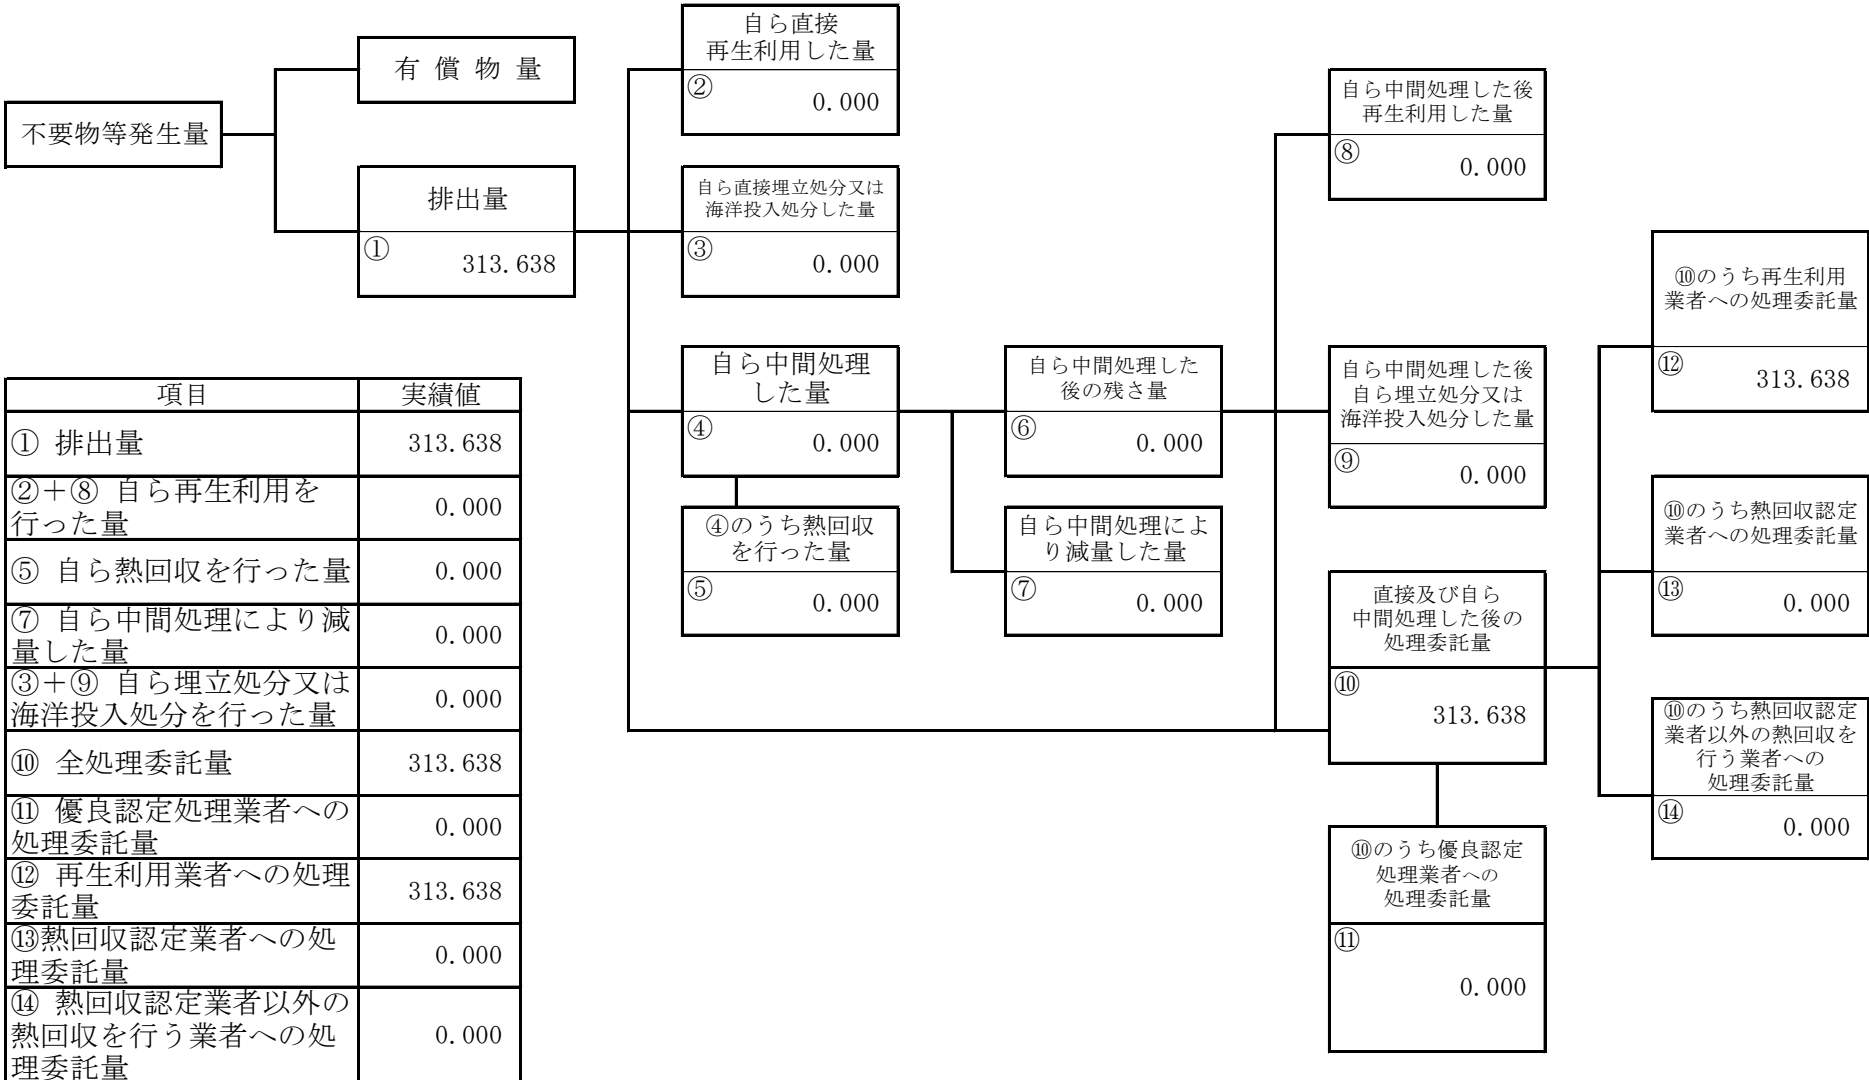 不要物等発生量
有 償 物 量
排出量
①
313.638
自ら直接
再生利用した量
②
0.000
自ら直接埋立処分又は
海洋投入処分した量
③
0.000
自ら中間処理
した量
④
0.000
④のうち熱回収
を行った量
⑤
0.000
自ら中間処理した
後の残さ量
⑥
0.000
自ら中間処理によ
り減量した量
⑦
0.000
自ら中間処理した後
再生利用した量
⑧
0.000
自ら中間処理した後
自ら埋立処分又は
海洋投入処分した量
⑨
0.000
直接及び自ら
中間処理した後の
処理委託量
⑩
313.638
⑩のうち優良認定
処理業者への
処理委託量
⑪
0.000
⑩のうち再生利用
業者への処理委託量
⑫
313.638
⑩のうち熱回収認定
業者への処理委託量
⑬
0.000
⑩のうち熱回収認定
業者以外の熱回収を
行う業者への
処理委託量
⑭
0.000
項目 実績値
① 排出量 313.638
②＋⑧ 自ら再生利用を
行った量 0.000
⑤ 自ら熱回収を行った量 0.000
⑦ 自ら中間処理により減
量した量 0.000
③＋⑨ 自ら埋立処分又は
海洋投入処分を行った量 0.000
⑩ 全処理委託量 313.638
⑪ 優良認定処理業者への
処理委託量 0.000
⑫ 再生利用業者への処理
委託量 313.638
⑬熱回収認定業者への処
理委託量 0.000
⑭ 熱回収認定業者以外の
熱回収を行う業者への処
理委託量 0.000